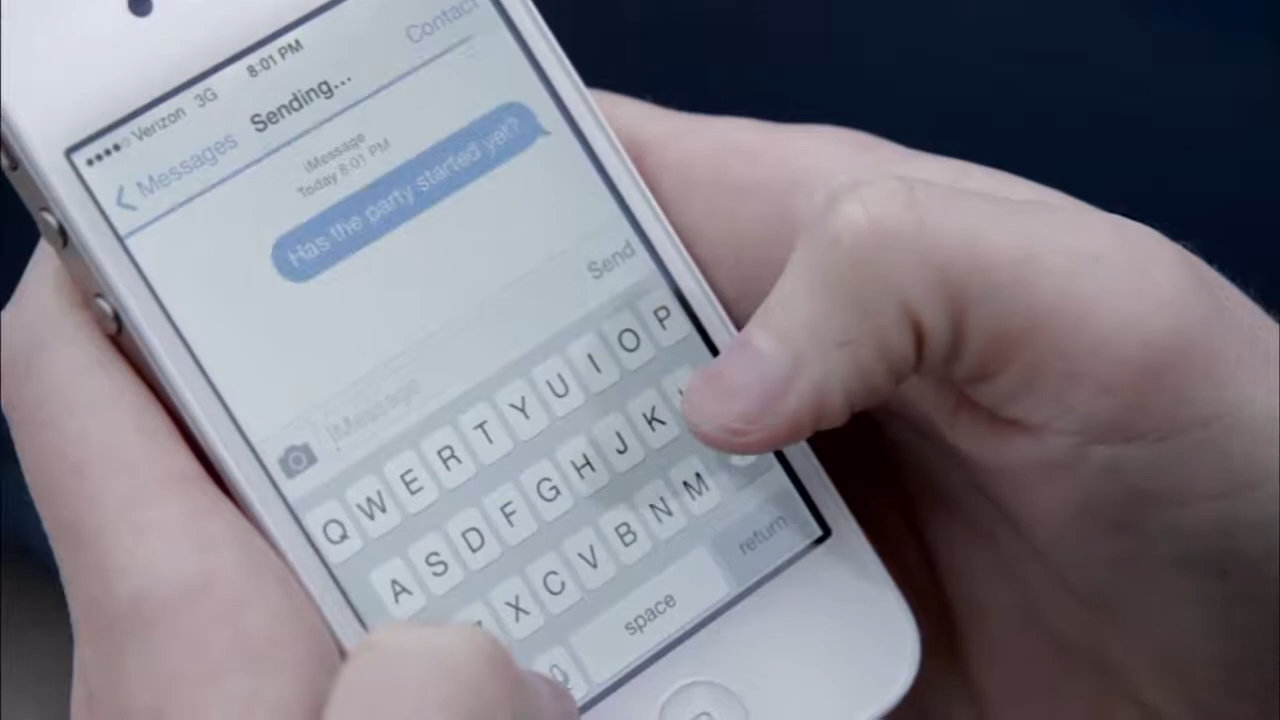 Verizon 3G 8:01 PM
Messages Sending... Contact
iMessage
Today 8:01 PM
Has the party started yet?
iMessage Send
Q W E R T Y U I O P
A S D F G H J K
X C V B N M
space return